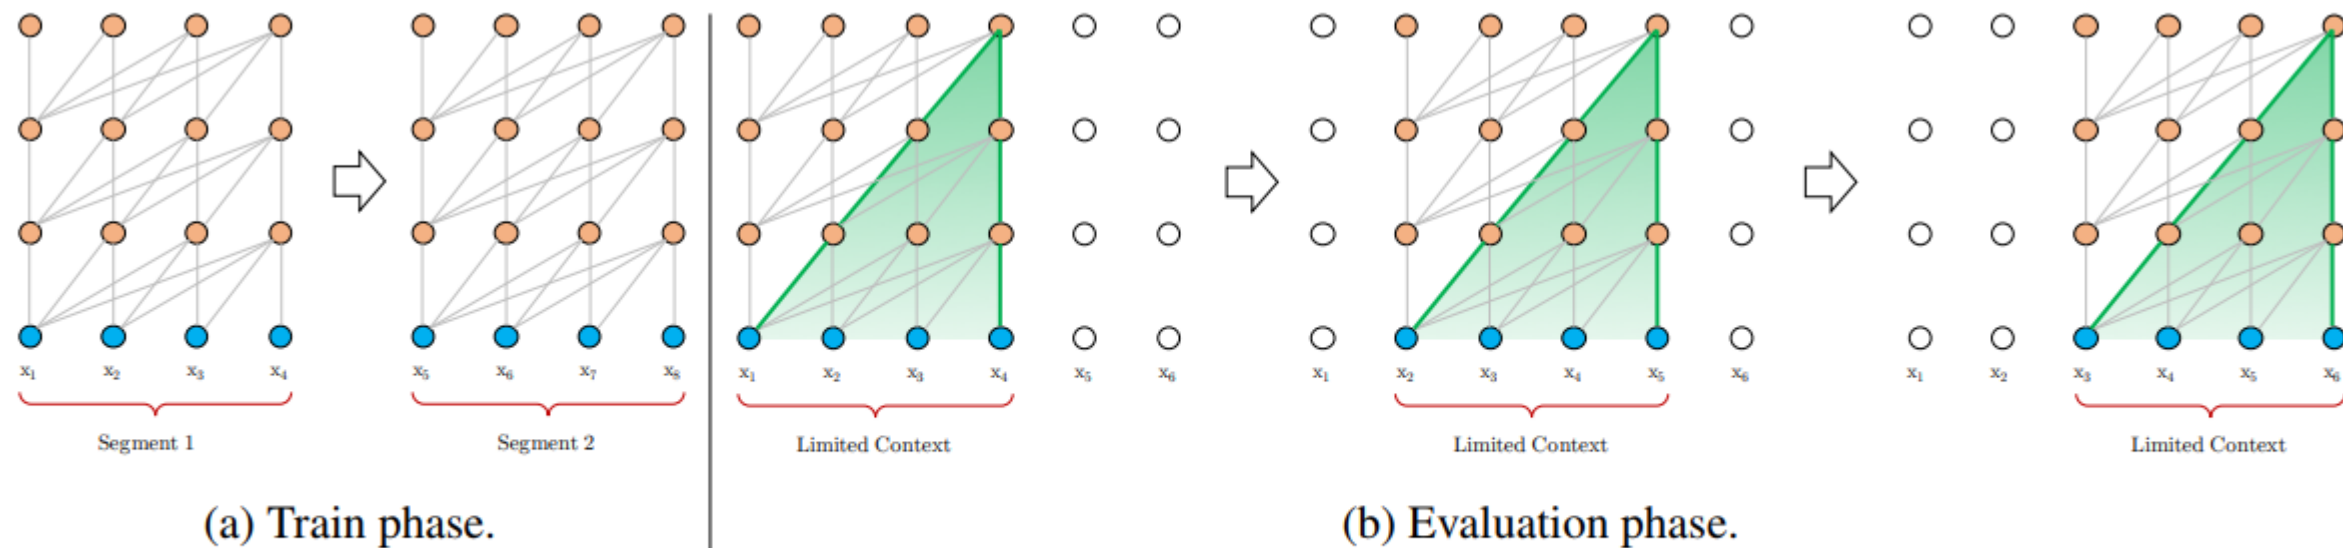 x₁ x₂ x₃ x₄ x₅ x₆ x₇ x₈ x₁ x₂ x₃ x₄ x₅ x₆ x₁ x₂ x₃ x₄ x₅ x₆ x₁ x₂ x₃ x₄ x₅ x₆
Segment 1 Segment 2 Limited Context Limited Context Limited Context
(a) Train phase. (b) Evaluation phase.